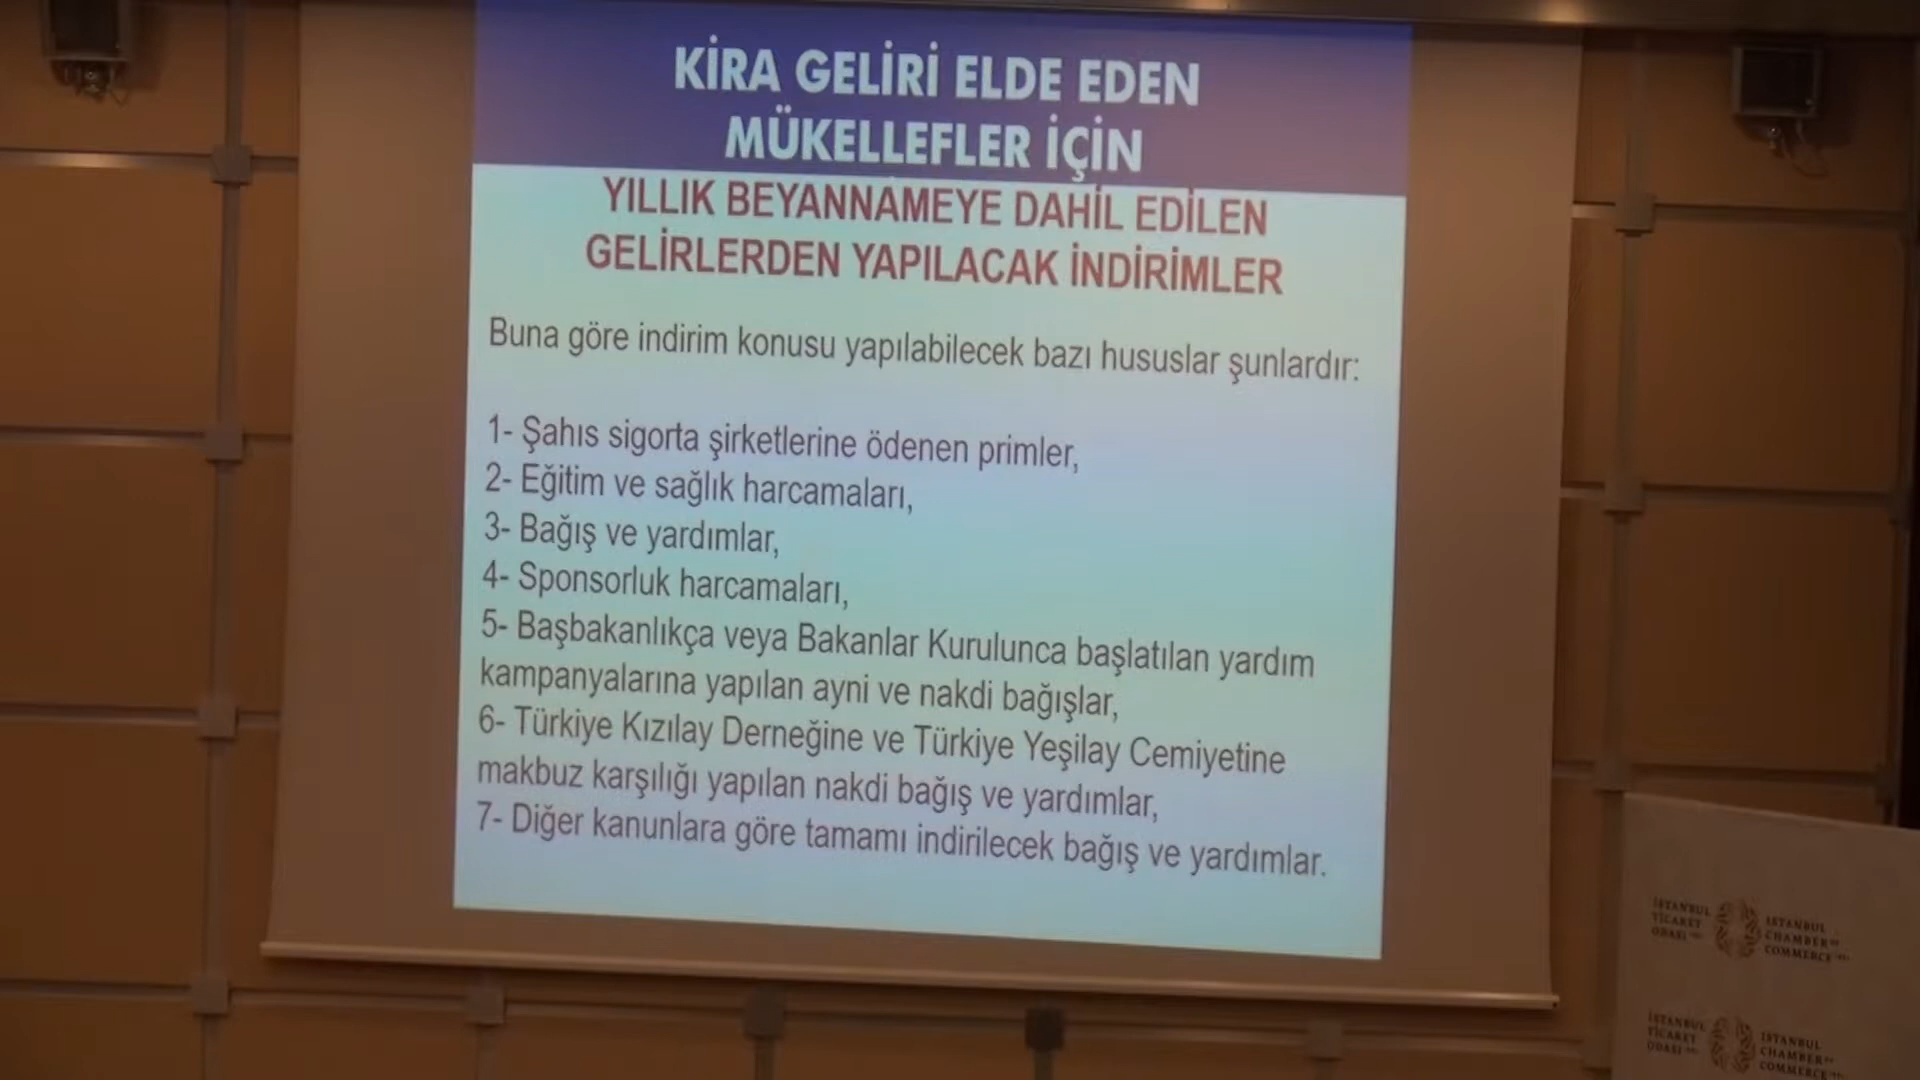 KİRA GELİRİ ELDE EDEN
MÜKELLEFLER İÇİN
YILLIK BEYANNAMEYE DAHİL EDİLEN
GELİRLERDEN YAPILACAK İNDİRİMLER
Buna göre indirim konusu yapılabilecek bazı hususlar şunlardır:
1- Şahıs sigorta şirketlerine ödenen primler,
2- Eğitim ve sağlık harcamaları,
3- Bağış ve yardımlar,
4- Sponsorluk harcamaları,
5- Başbakanlıkça veya Bakanlar Kurulunca başlatılan yardım
kampanyalarına yapılan ayni ve nakdi bağışlar,
6- Türkiye Kızılay Derneğine ve Türkiye Yeşilay Cemiyetine
makbuz karşılığı yapılan nakdi bağış ve yardımlar,
7- Diğer kanunlara göre tamamı indirilecek bağış ve yardımlar.
İSTANBUL
TİCARET
ODASI
ISTANBUL
CHAMBER OF
COMMERCE
İSTANBUL
TİCARET
ODASI
ISTANBUL
CHAMBER OF
COMMERCE